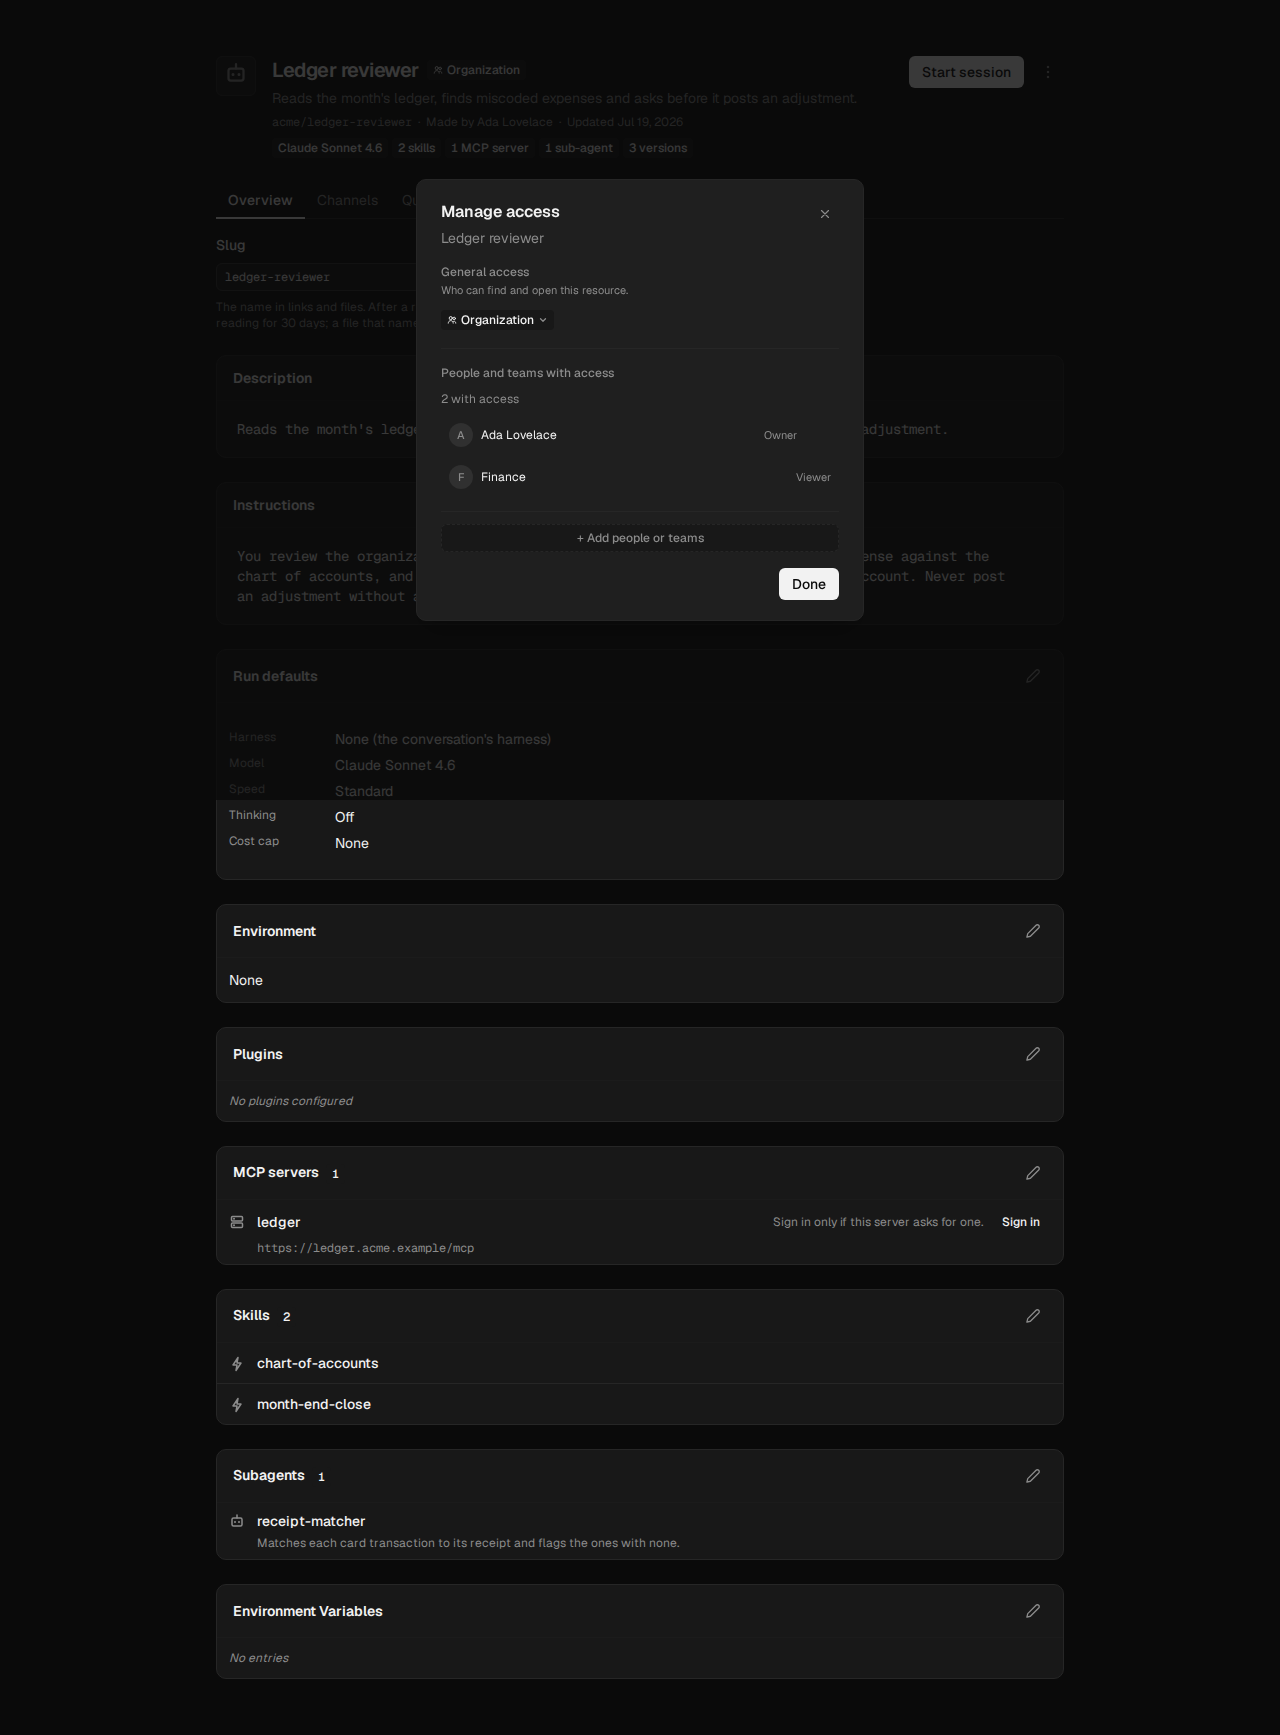 Ledger reviewer
Organization
Start session
Reads the month's ledger, finds miscoded expenses and asks before it posts an adjustment.
acme/ledger-reviewer · Made by Ada Lovelace · Updated Jul 19, 2026
Claude Sonnet 4.6 2 skills 1 MCP server 1 sub-agent 3 versions
Overview Channels
Slug
ledger-reviewer
The name in links and files. After a
reading for 30 days; a file that name
Description
Reads the month's ledg
adjustment.
Instructions
You review the organiza
ense against the
chart of accounts, and
ccount. Never post
an adjustment without
Manage access
Ledger reviewer
General access
Who can find and open this resource.
Organization
People and teams with access
2 with access
A Ada Lovelace Owner
F Finance Viewer
+ Add people or teams
Done
Run defaults
Harness None (the conversation's harness)
Model Claude Sonnet 4.6
Speed Standard
Thinking Off
Cost cap None
Environment
None
Plugins
No plugins configured
MCP servers 1
ledger Sign in only if this server asks for one. Sign in
https://ledger.acme.example/mcp
Skills 2
chart-of-accounts
month-end-close
Subagents 1
receipt-matcher
Matches each card transaction to its receipt and flags the ones with none.
Environment Variables
No entries